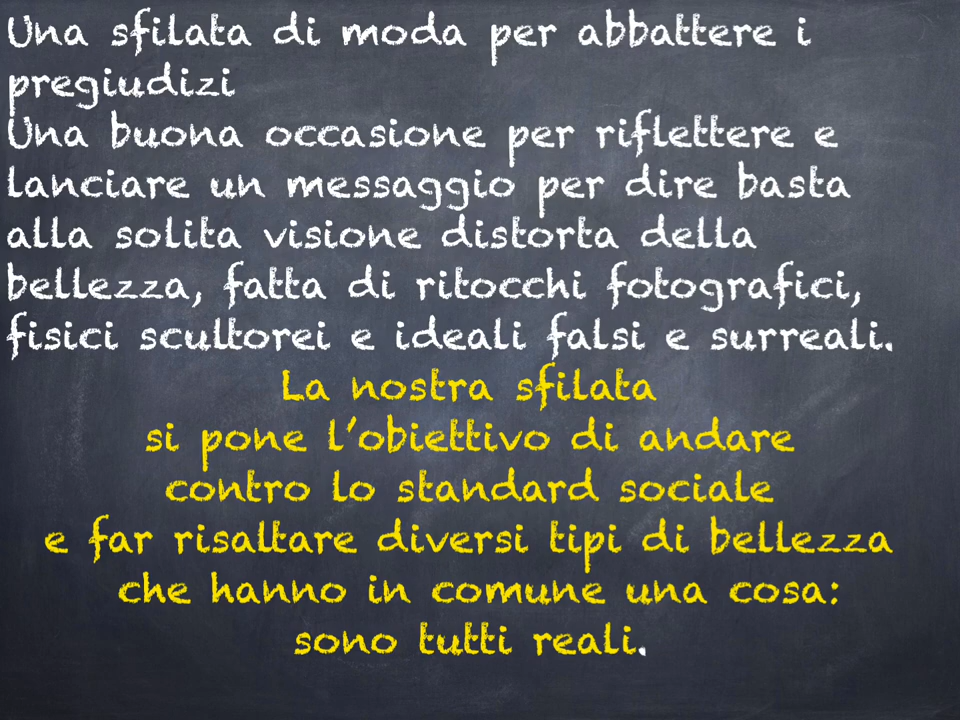 Una sfilata di moda per abbattere i
pregiudizi
Una buona occasione per riflettere e
lanciare un messaggio per dire basta
alla solita visione distorta della
bellezza, fatta di ritocchi fotografici,
fisici scultorei e ideali falsi e surreali.
La nostra sfilata
si pone l’obiettivo di andare
contro lo standard sociale
e far risaltare diversi tipi di bellezza
che hanno in comune una cosa:
sono tutti reali.